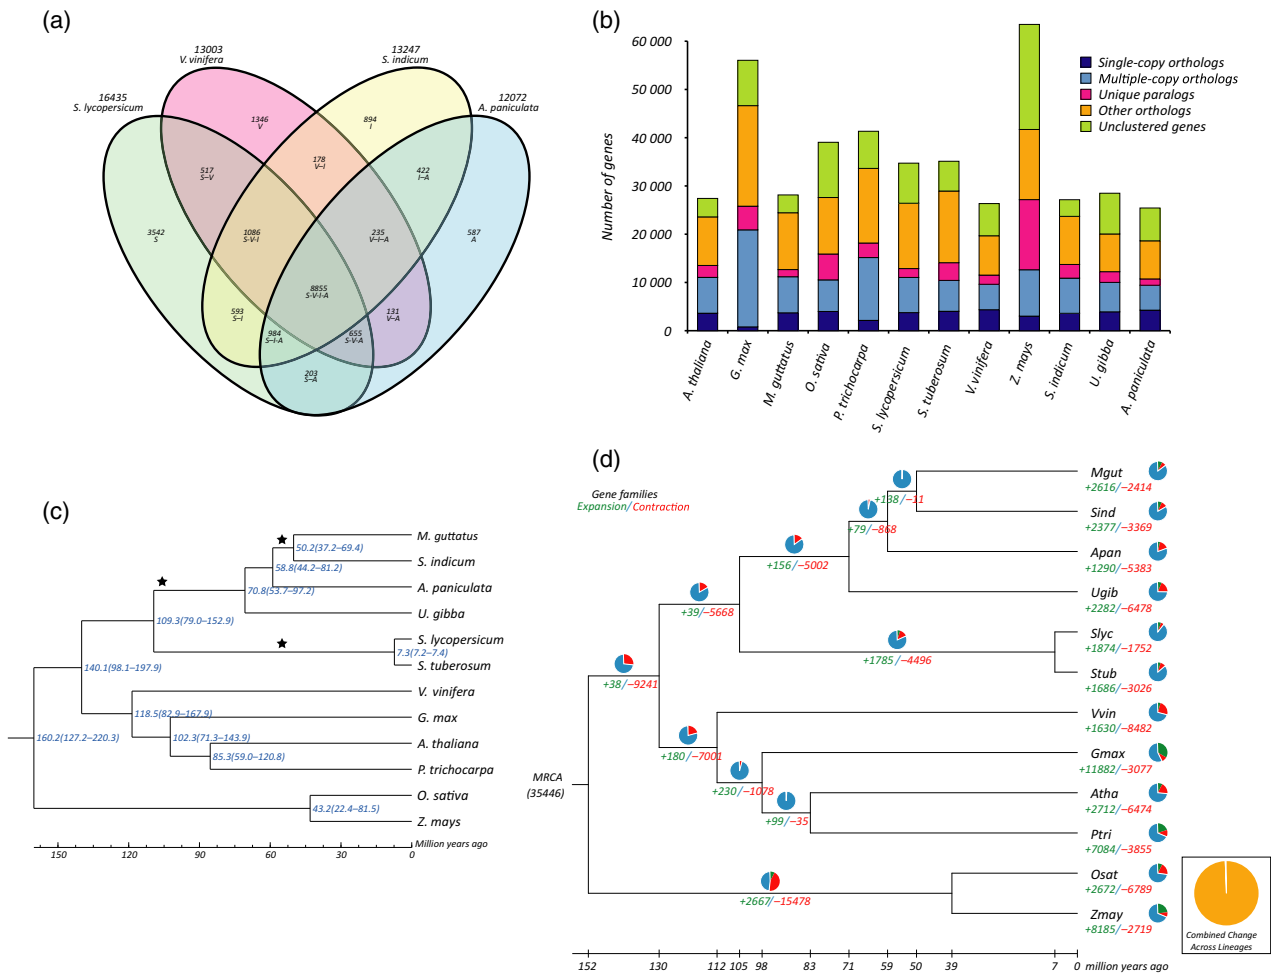 (a)
13003
V. vinifera
13247
S. indicum
16435
S. lycopersicum
12072
A. paniculata
1346
V
894
I
178
V–I
517
S–V
422
I–A
3542
S
1086
S-V-I
235
V–I–A
587
A
8855
S-V-I-A
593
S–I
131
V–A
984
S–I-A
655
S-V-A
203
S–A
(b)
Number of genes
60 000
50 000
40 000
30 000
20 000
10 000
0
Single-copy orthologs
Multiple-copy orthologs
Unique paralogs
Other orthologs
Unclustered genes
A. thaliana
G. max
M. guttatus
O. sativa
P. trichocarpa
S. lycopersicum
S. tuberosum
V. vinifera
Z. mays
S. indicum
U. gibba
A. paniculata
(c)
M. guttatus
50.2(37.2–69.4)
S. indicum
58.8(44.2–81.2)
A. paniculata
70.8(53.7–97.2)
U. gibba
109.3(79.0–152.9)
S. lycopersicum
7.3(7.2–7.4)
S. tuberosum
140.1(98.1–197.9)
V. vinifera
118.5(82.9–167.9)
G. max
160.2(127.2–220.3)
102.3(71.3–143.9)
A. thaliana
85.3(59.0–120.8)
P. trichocarpa
O. sativa
43.2(22.4–81.5)
Z. mays
Million years ago
150 120 90 60 30 0
(d)
Gene families
Expansion/Contraction
Mgut
+2616/−2414
+138/−11
Sind
+2377/−3369
+79/−868
Apan
+1290/−5383
+156/−5002
Ugib
+2282/−6478
+39/−5668
Slyc
+1874/−1752
+1785/−4496
Stub
+1686/−3026
+38/−9241
Vvin
+1630/−8482
+180/−7001
Gmax
+11882/−3077
MRCA
(35446)
+230/−1078
Atha
+2712/−6474
+99/−35
Ptri
+7084/−3855
Osat
+2672/−6789
+2667/−15478
Zmay
+8185/−2719
Combined Change
Across Lineages
152 130 112 105 98 83 71 59 50 39 7 0 million years ago